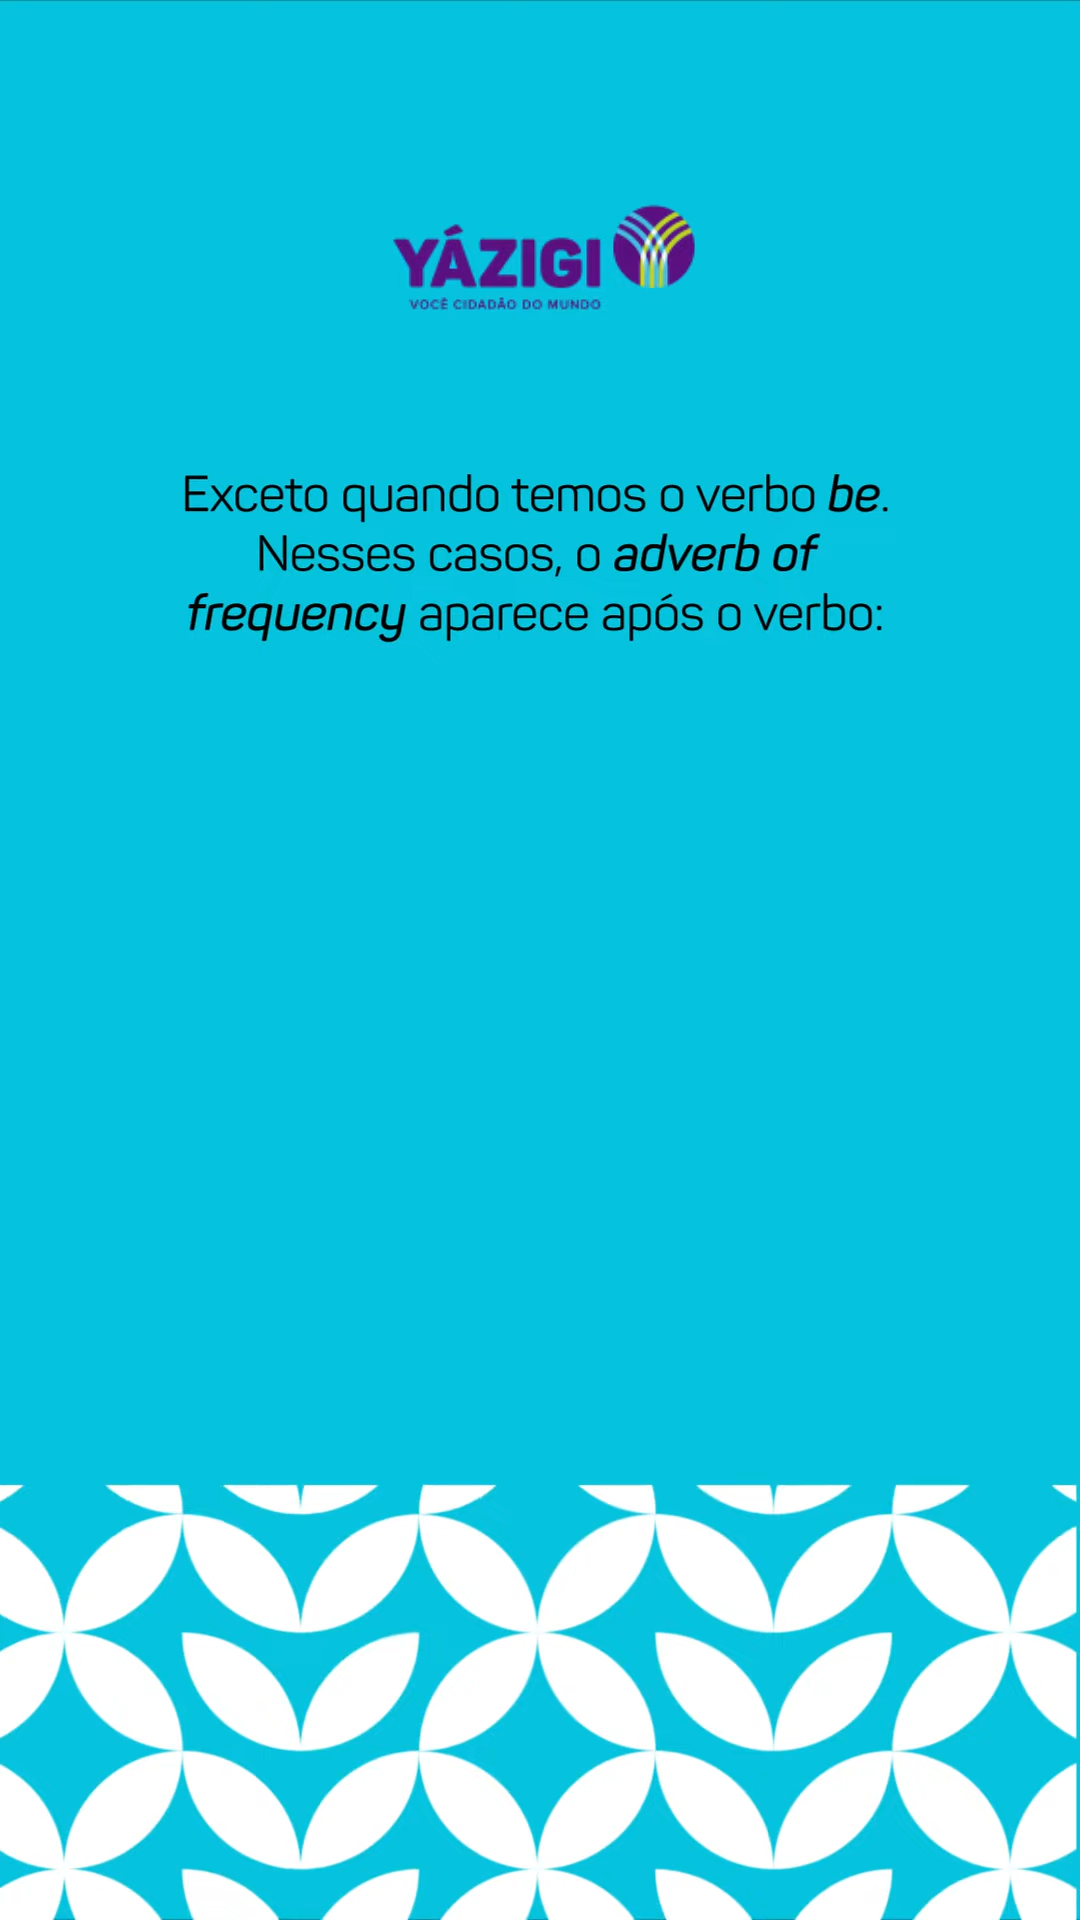 YÁZIGI
VOCÊ CIDADÃO DO MUNDO
Exceto quando temos o verbo be.
Nesses casos, o adverb of
frequency aparece após o verbo: